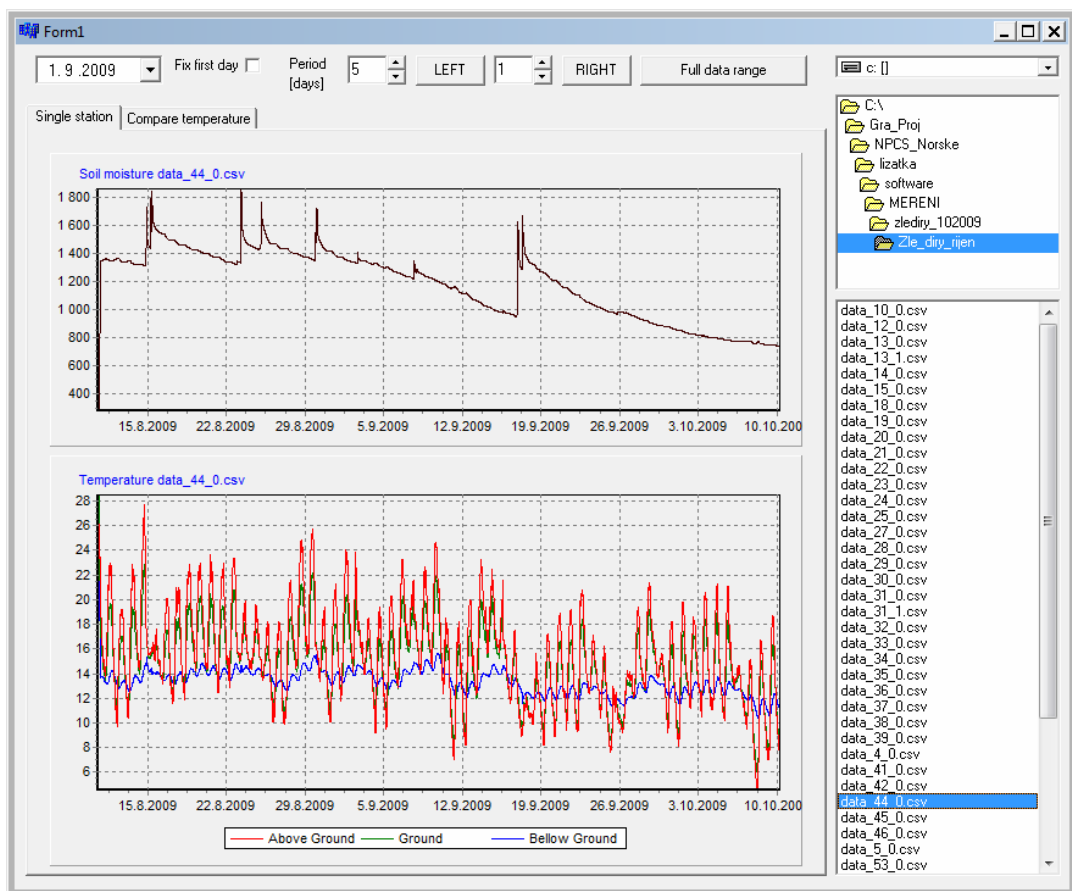 Form1
1. 9 .2009
Fix first day
Period
[days]
5
LEFT
1
RIGHT
Full data range
c: []
Single station
Compare temperature
Soil moisture data_44_0.csv
1 800
1 600
1 400
1 200
1 000
800
600
400
15.8.2009 22.8.2009 29.8.2009 5.9.2009 12.9.2009 19.9.2009 26.9.2009 3.10.2009 10.10.200
Temperature data_44_0.csv
28
26
24
22
20
18
16
14
12
10
8
6
15.8.2009 22.8.2009 29.8.2009 5.9.2009 12.9.2009 19.9.2009 26.9.2009 3.10.2009 10.10.200
Above Ground Ground Bellow Ground
C:\
Gra_Proj
NPCS_Norske
lizatka
software
MERENI
zlediry_102009
Zle_diry_rijen
data_10_0.csv
data_12_0.csv
data_13_0.csv
data_13_1.csv
data_14_0.csv
data_15_0.csv
data_18_0.csv
data_19_0.csv
data_20_0.csv
data_21_0.csv
data_22_0.csv
data_23_0.csv
data_24_0.csv
data_25_0.csv
data_27_0.csv
data_28_0.csv
data_29_0.csv
data_30_0.csv
data_31_0.csv
data_31_1.csv
data_32_0.csv
data_33_0.csv
data_34_0.csv
data_35_0.csv
data_36_0.csv
data_37_0.csv
data_38_0.csv
data_39_0.csv
data_4_0.csv
data_41_0.csv
data_42_0.csv
data_44_0.csv
data_45_0.csv
data_46_0.csv
data_5_0.csv
data_53_0.csv